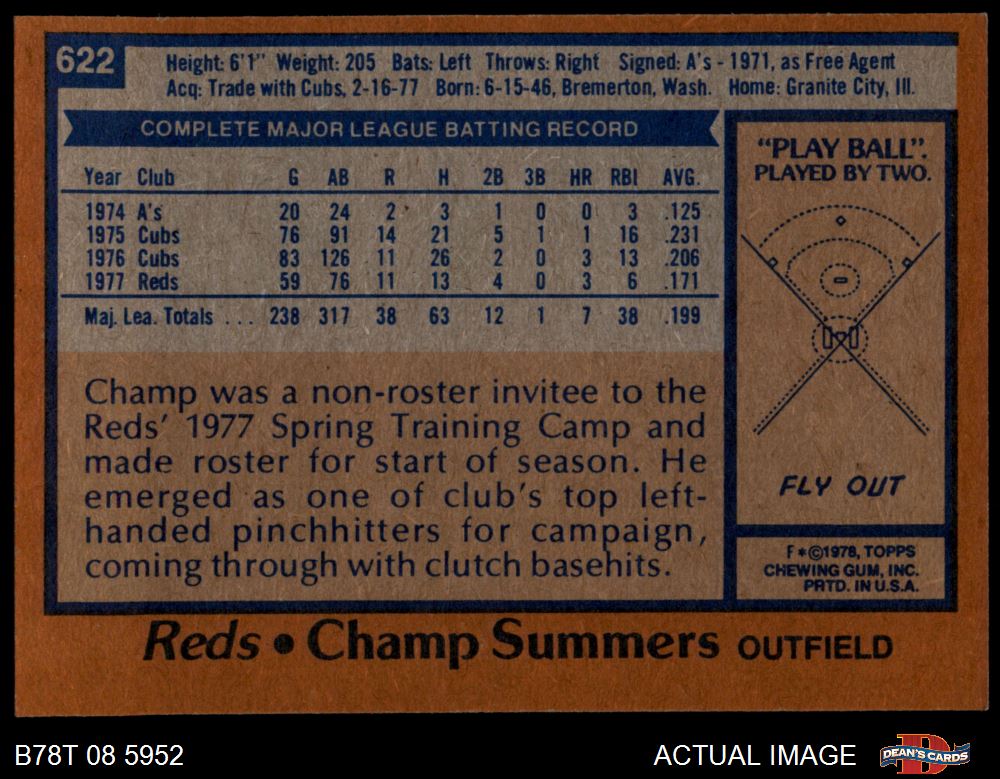 622
Height: 6'1" Weight: 205 Bats: Left Throws: Right Signed: A's - 1971, as Free Agent
Acq: Trade with Cubs, 2-16-77 Born: 6-15-46, Bremerton, Wash. Home: Granite City, Ill.
COMPLETE MAJOR LEAGUE BATTING RECORD
Year Club G AB R H 2B 3B HR RBI AVG.
1974 A's 20 24 2 3 1 0 0 3 .125
1975 Cubs 76 91 14 21 5 1 1 16 .231
1976 Cubs 83 126 11 26 2 0 3 13 .206
1977 Reds 59 76 11 13 4 0 3 6 .171
Maj. Lea. Totals ... 238 317 38 63 12 1 7 38 .199
Champ was a non-roster invitee to the
Reds' 1977 Spring Training Camp and
made roster for start of season. He
emerged as one of club's top left-
handed pinchhitters for campaign,
coming through with clutch basehits.
"PLAY BALL".
PLAYED BY TWO.
FLY OUT
F*©1978, TOPPS
CHEWING GUM, INC.
PRTD. IN U.S.A.
Reds • Champ Summers OUTFIELD
B78T 08 5952
ACTUAL IMAGE
DEAN'S CARDS